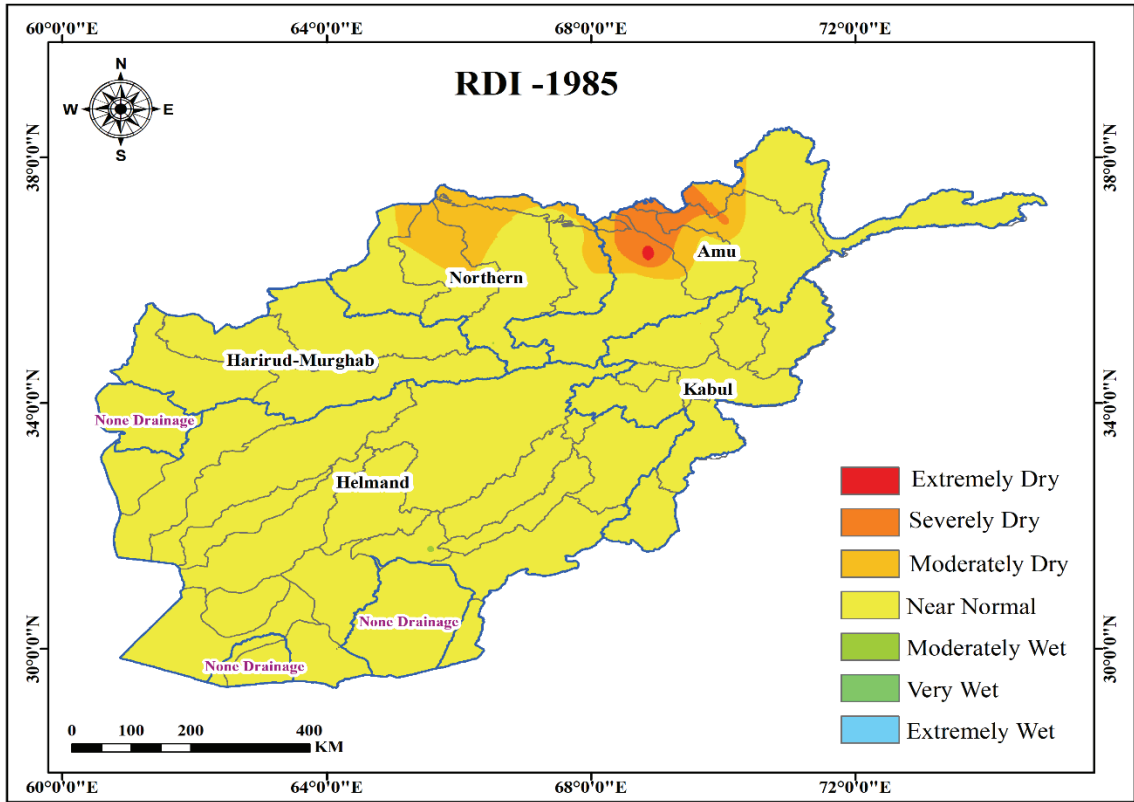 60°0'0"E 64°0'0"E 68°0'0"E 72°0'0"E
N
W E
S
RDI -1985
38°0'0"N 38°0'0"N
Amu
Northern
Harirud-Murghab
Kabul
34°0'0"N 34°0'0"N
None Drainage
Helmand
Extremely Dry
Severely Dry
Moderately Dry
Near Normal
None Drainage
Moderately Wet
30°0'0"N 30°0'0"N
None Drainage
Very Wet
Extremely Wet
0 100 200 400
KM
60°0'0"E 64°0'0"E 68°0'0"E 72°0'0"E